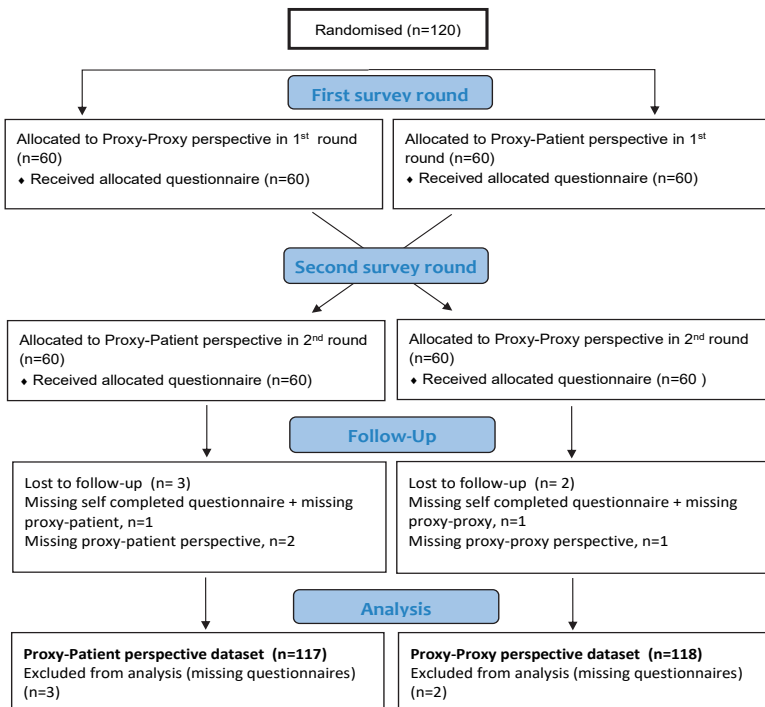 Randomised (n=120)
First survey round
Allocated to Proxy-Proxy perspective in 1st round
(n=60)
♦ Received allocated questionnaire (n=60)
Allocated to Proxy-Patient perspective in 1st
round (n=60)
♦ Received allocated questionnaire (n=60)
Second survey round
Allocated to Proxy-Patient perspective in 2nd round
(n=60)
♦ Received allocated questionnaire (n=60)
Allocated to Proxy-Proxy perspective in 2nd round
(n=60)
♦ Received allocated questionnaire (n=60 )
Follow-Up
Lost to follow-up (n= 3)
Missing self completed questionnaire + missing
proxy-patient, n=1
Missing proxy-patient perspective, n=2
Lost to follow-up (n= 2)
Missing self completed questionnaire + missing
proxy-proxy, n=1
Missing proxy-proxy perspective, n=1
Analysis
Proxy-Patient perspective dataset (n=117)
Excluded from analysis (missing questionnaires)
(n=3)
Proxy-Proxy perspective dataset (n=118)
Excluded from analysis (missing questionnaires)
(n=2)